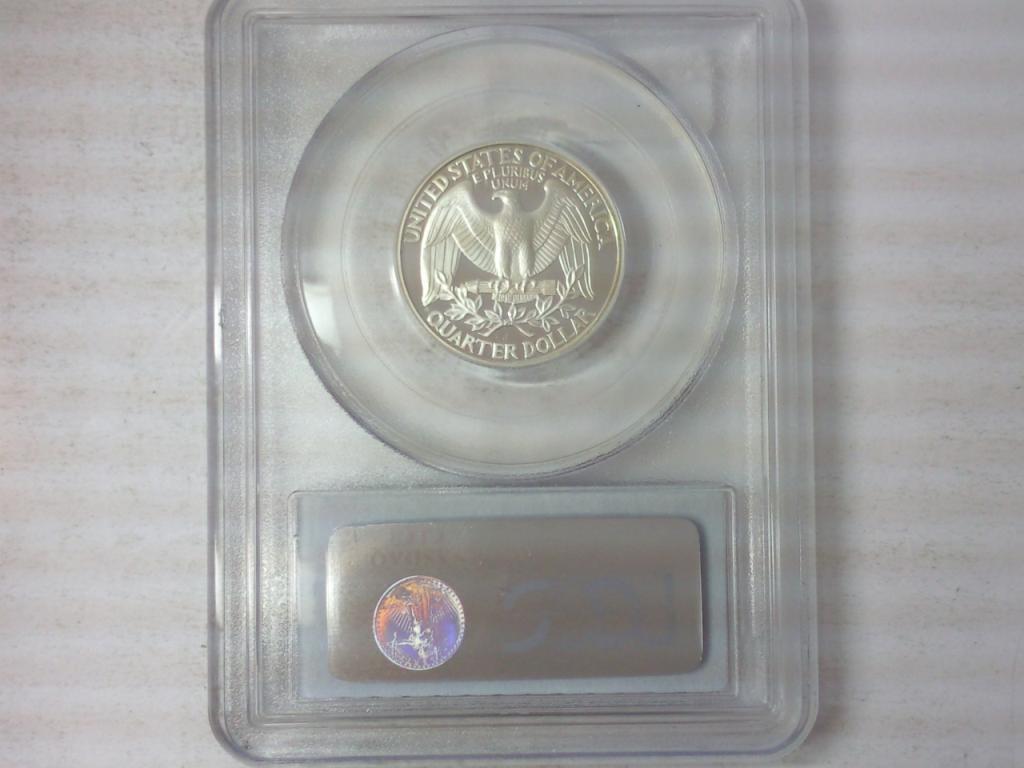 UNITED STATES OF AMERICA
E PLURIBUS
UNUM
QUARTER DOLLAR